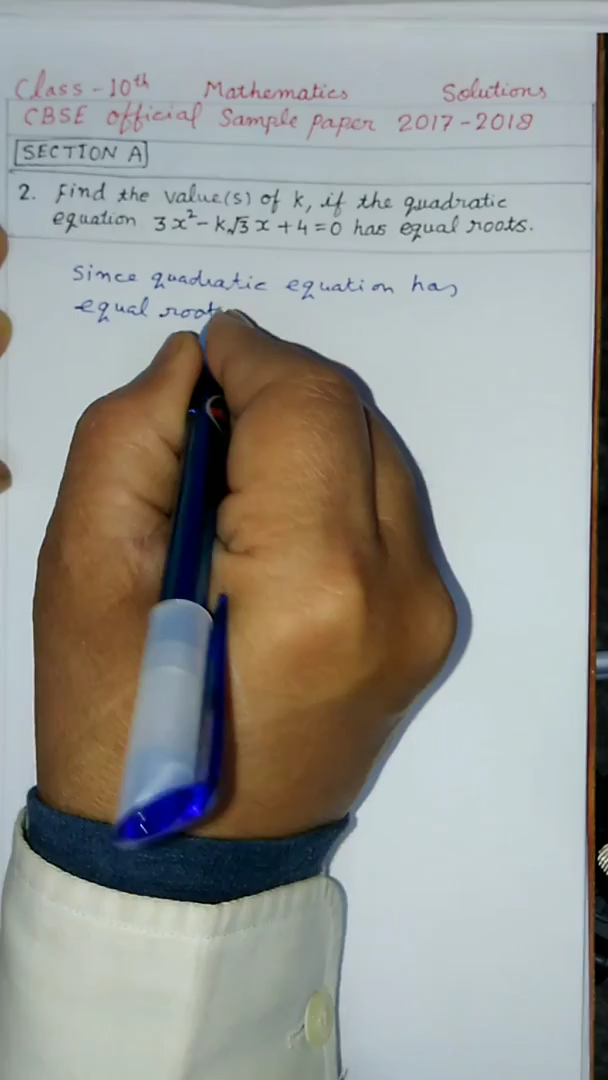 Class - 10th Mathematics Solutions
CBSE official Sample paper 2017-2018
SECTION A
2. Find the value(s) of k, if the quadratic
equation 3x² - k√3 x + 4 = 0 has equal roots.
Since quadratic equation has
equal root